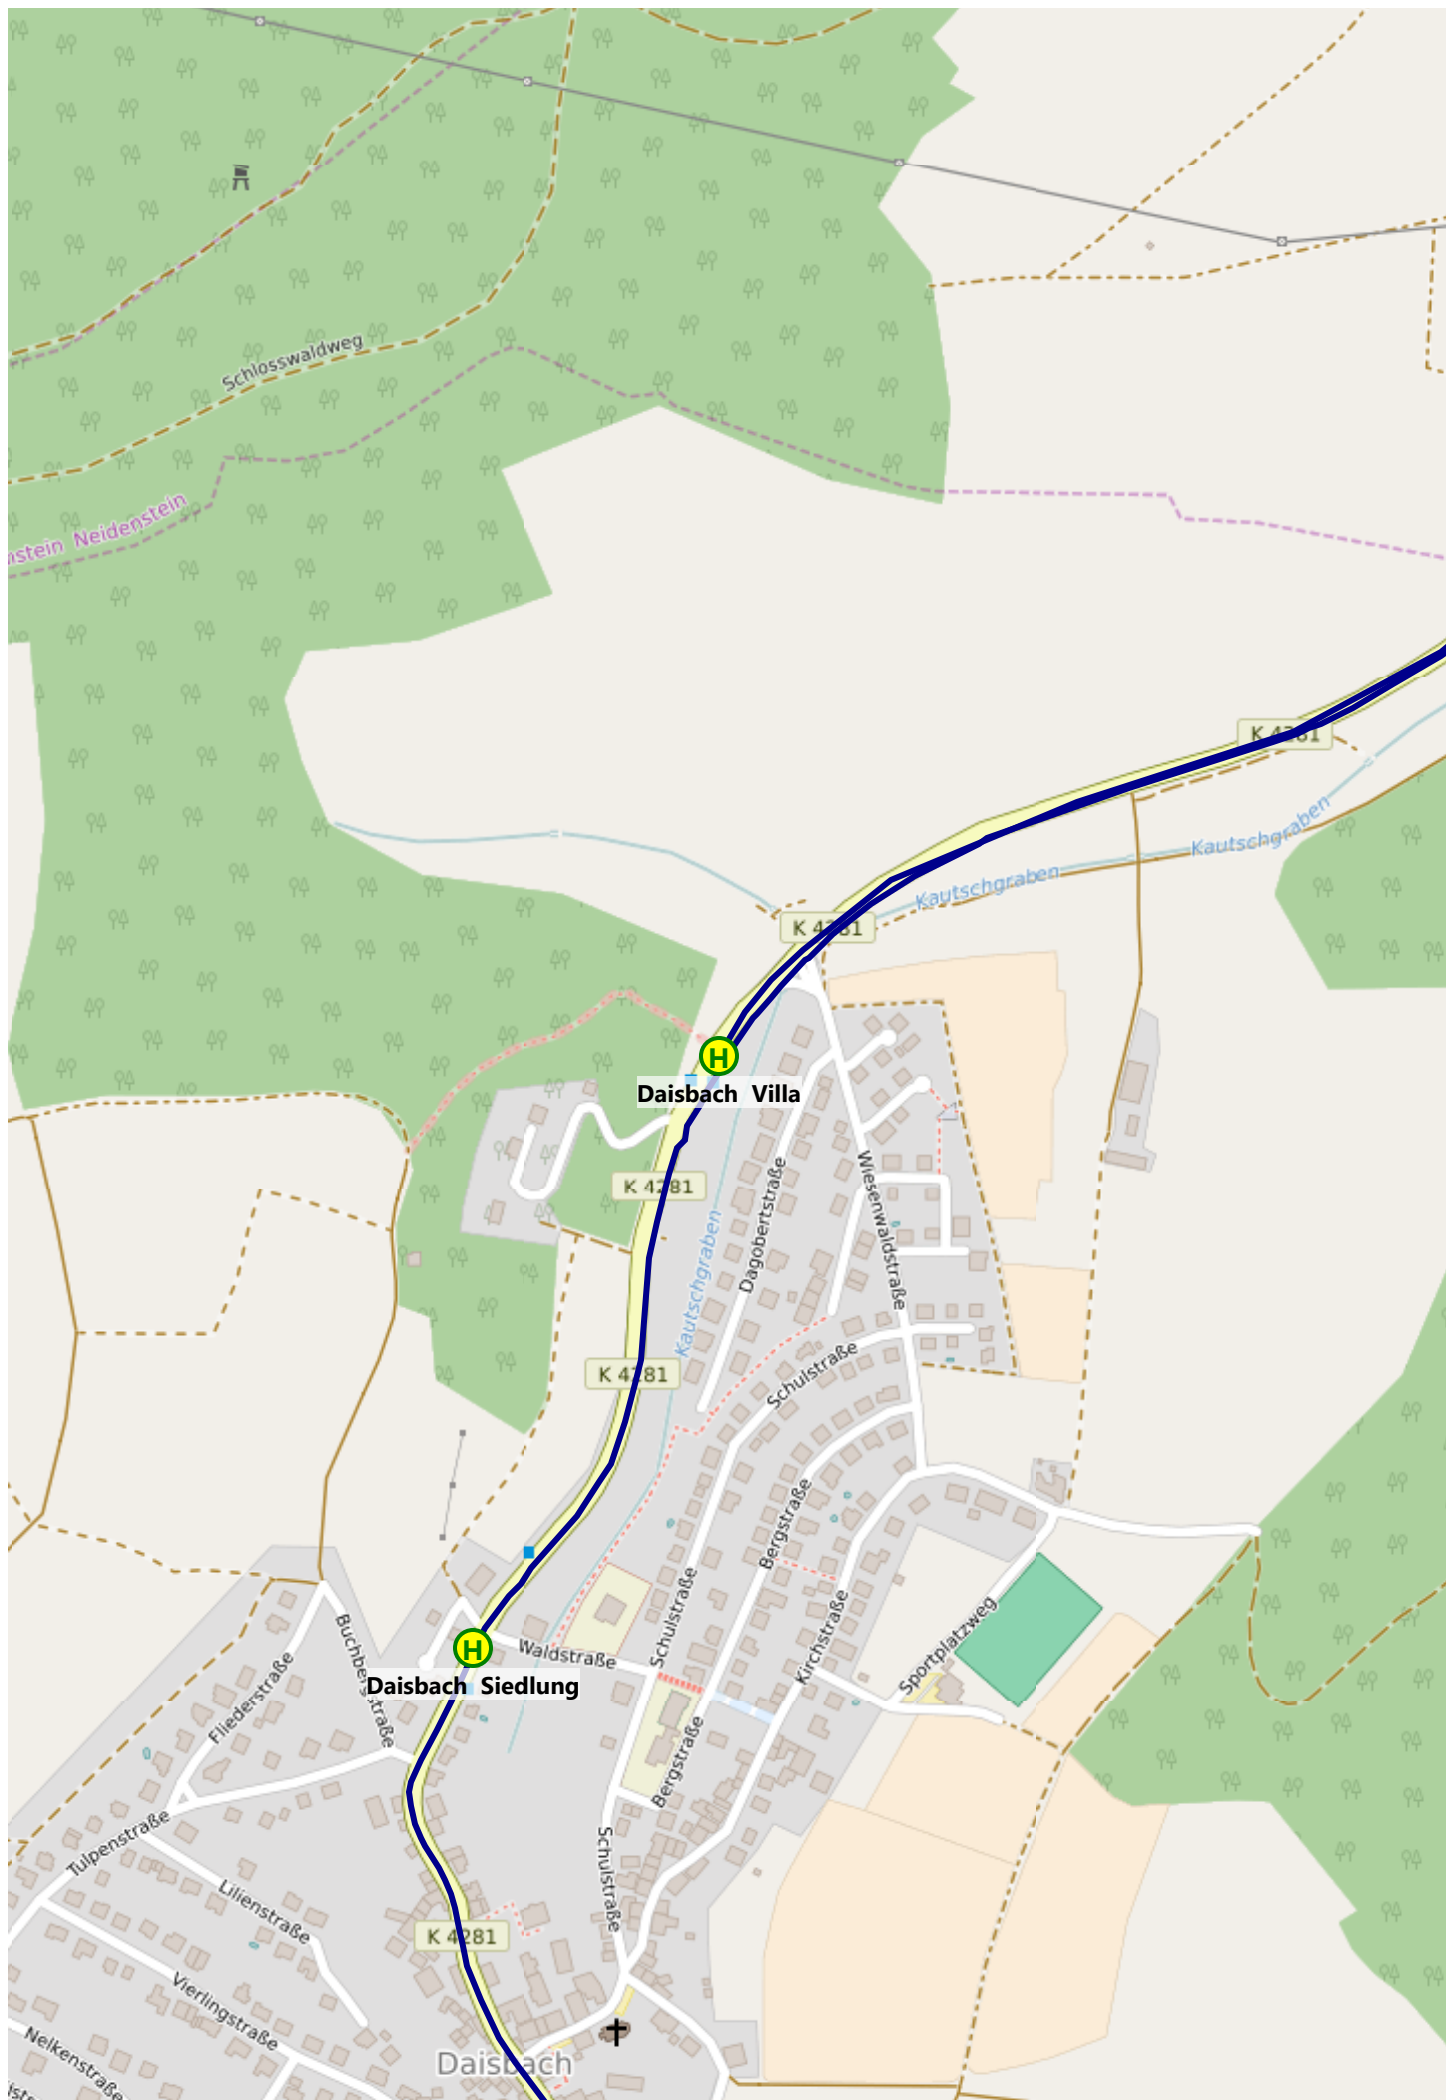 Schlosswaldweg
Neidenstein
K 4281
Kautschgraben
Kautschgraben
K 4281
H
Daisbach Villa
K 4281
Dagobertstraße
Wiesenwaldstraße
Kautschgraben
K 4281
Schulstraße
Bergstraße
Schulstraße
Kirchstraße
Sportplatzweg
H
Waldstraße
Daisbach Siedlung
Buchbergstraße
Fliederstraße
Bergstraße
Tulpenstraße
Schulstraße
Lilienstraße
K 4281
Vierlingstraße
Nelkenstraße
Daisbach